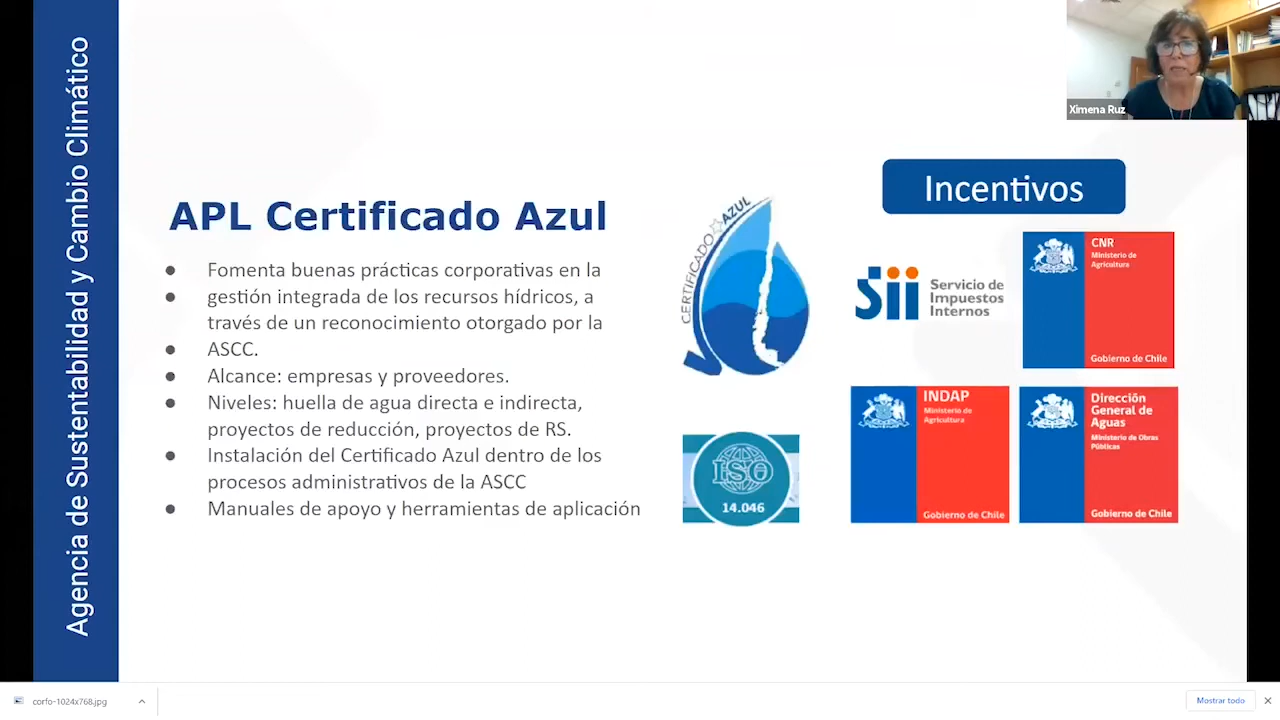 Agencia de Sustentabilidad y Cambio Climático
Ximena Ruz
APL Certificado Azul
● Fomenta buenas prácticas corporativas en la
● gestión integrada de los recursos hídricos, a
través de un reconocimiento otorgado por la
● ASCC.
● Alcance: empresas y proveedores.
● Niveles: huella de agua directa e indirecta,
proyectos de reducción, proyectos de RS.
● Instalación del Certificado Azul dentro de los
procesos administrativos de la ASCC
● Manuales de apoyo y herramientas de aplicación
CERTIFICADO AZUL
ISO
14.046
Incentivos
Sii
Servicio de
Impuestos
Internos
CNR
Ministerio de
Agricultura
Gobierno de Chile
INDAP
Ministerio de
Agricultura
Gobierno de Chile
Dirección
General de
Aguas
Ministerio de Obras
Públicas
Gobierno de Chile
corfo-1024x768.jpg
Mostrar todo